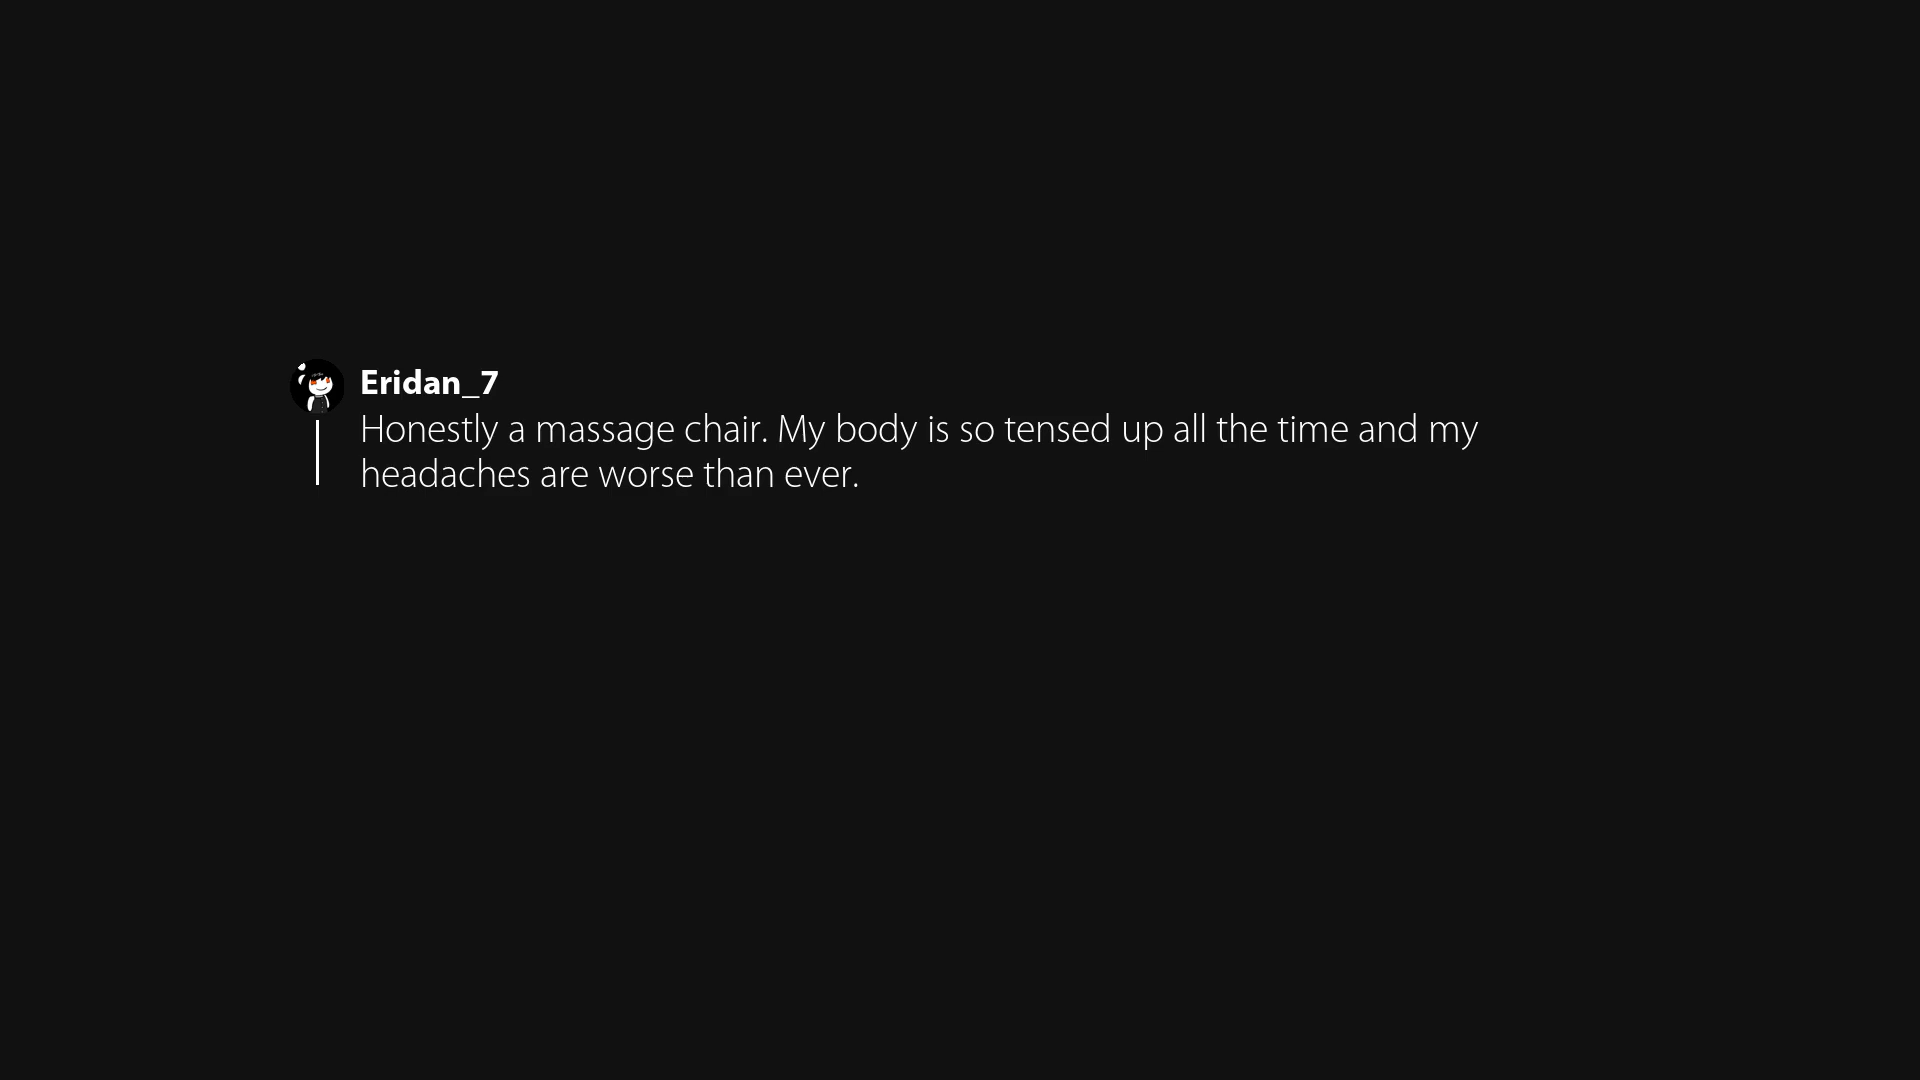 Eridan_7
Honestly a massage chair. My body is so tensed up all the time and my
headaches are worse than ever.